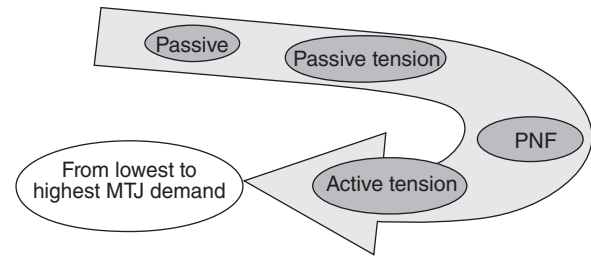 Passive
Passive tension
PNF
Active tension
From lowest to
highest MTJ demand